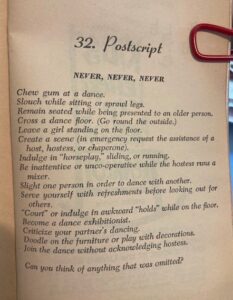 32. Postscript
NEVER, NEVER, NEVER
Chew gum at a dance.
Slouch while sitting or sprawl legs.
Remain seated while being presented to an older person.
Cross a dance floor. (Go round the outside.)
Leave a girl standing on the floor.
Create a scene (in emergency request the assistance of a
host, hostess, or chaperone).
Indulge in "horseplay," sliding, or running.
Be inattentive or unco-operative while the hostess runs a
mixer.
Slight one person in order to dance with another.
Serve yourself with refreshments before looking out for
others.
"Court" or indulge in awkward "holds" while on the floor.
Become a dance exhibitionist.
Criticize your partner's dancing.
Doodle on the furniture or play with decorations.
Join the dance without acknowledging hostess.
Can you think of anything that was omitted?